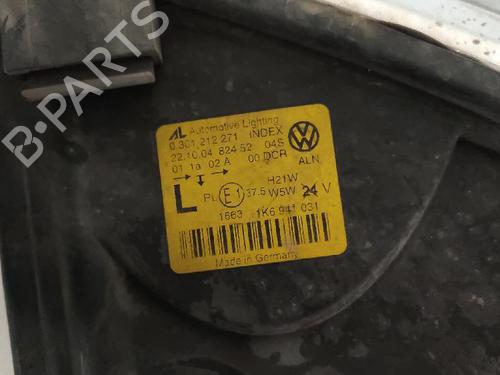 AL Automotive Lighting
0 301 212 271 INDEX
22.10.04 824 52 04S
01 1a 02 A 00 DCR ALN.
L PL E1 37.5 H21W
W5W 24 V
1663 1K6 941 031
Made in Germany
B-PARTS